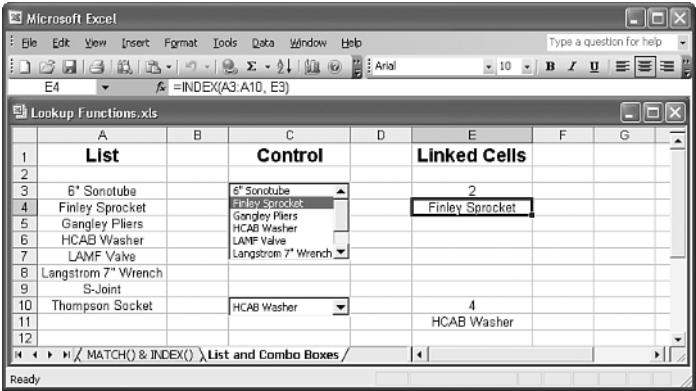 Microsoft Excel
File Edit View Insert Format Tools Data Window Help Type a question for help
Arial 10 B I U
E4 fx =INDEX(A3:A10, E3)
Lookup Functions.xls
A B C D E F G
1 List Control Linked Cells
2
3 6" Sonotube 6" Sonotube 2
4 Finley Sprocket Finley Sprocket Finley Sprocket
5 Gangley Pliers Gangley Pliers
6 HCAB Washer HCAB Washer
7 LAMF Valve LAMF Valve
8 Langstrom 7" Wrench Langstrom 7" Wrench
9 S-Joint
10 Thompson Socket HCAB Washer 4
11 HCAB Washer
12
MATCH() & INDEX() List and Combo Boxes
Ready